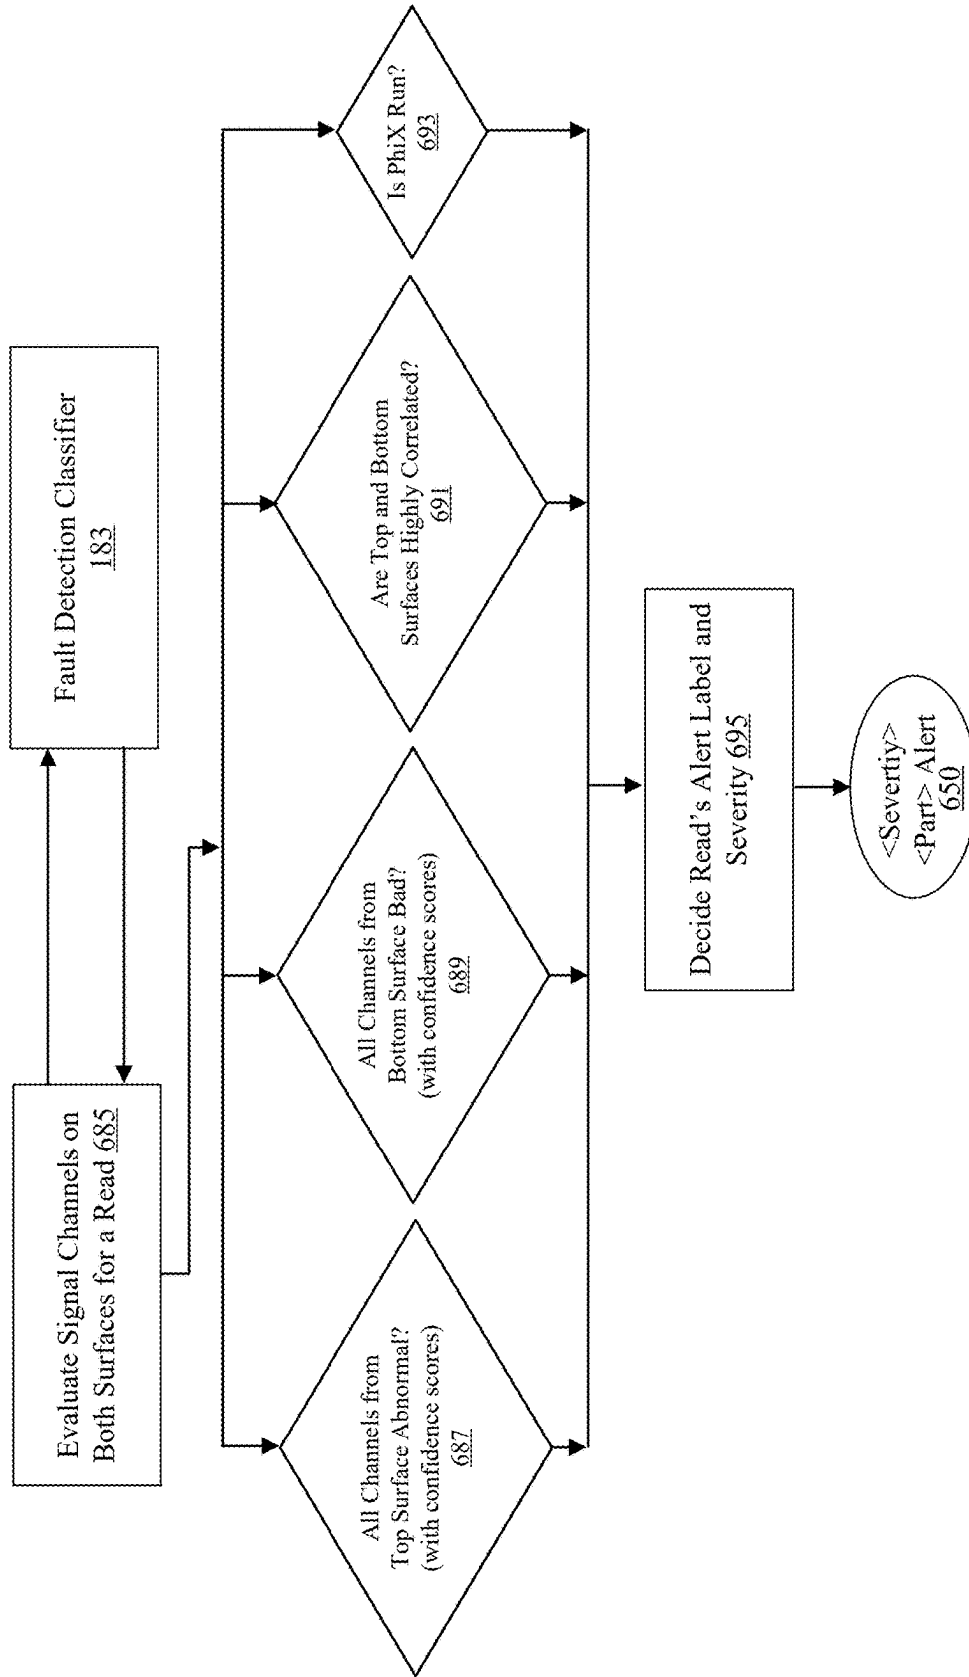 Evaluate Signal Channels on
Both Surfaces for a Read 685
Fault Detection Classifier
183
All Channels from
Top Surface Abnormal?
(with confidence scores)
687
All Channels from
Bottom Surface Bad?
(with confidence scores)
689
Are Top and Bottom
Surfaces Highly Correlated?
691
Is PhiX Run?
693
Decide Read's Alert Label and
Severity 695
<Severtiy>
<Part> Alert
650